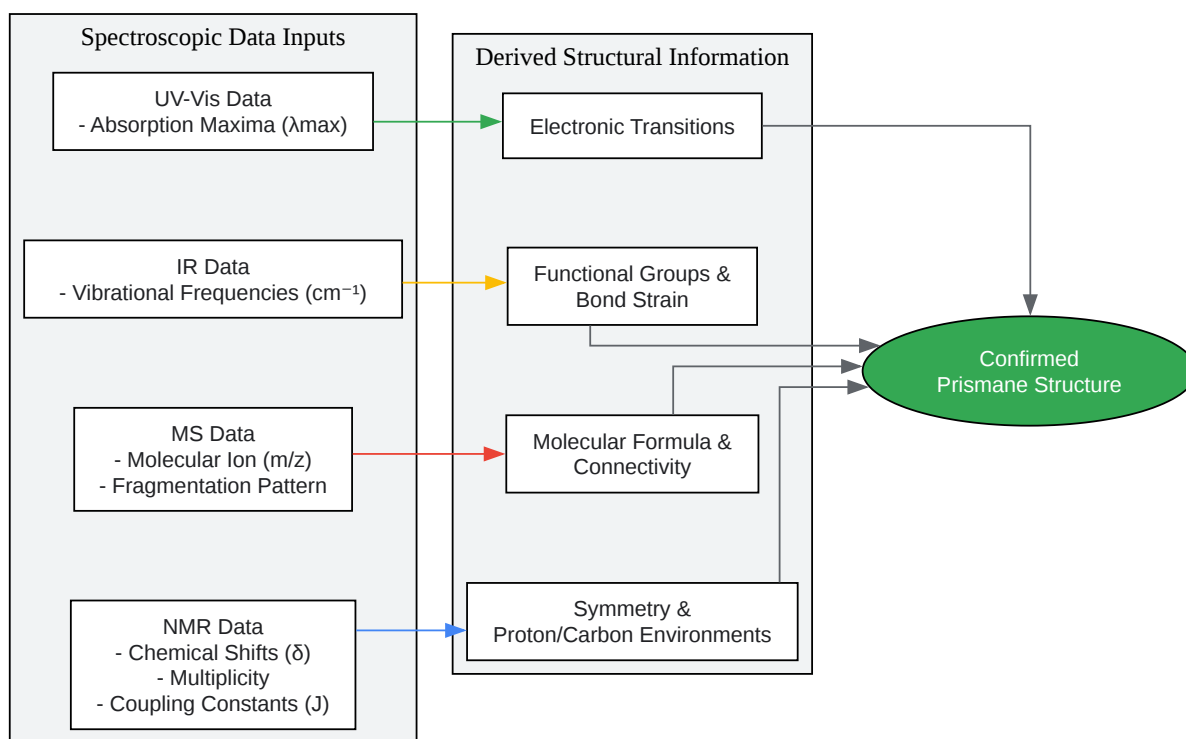 Spectroscopic Data Inputs
UV-Vis Data
- Absorption Maxima (λmax)
IR Data
- Vibrational Frequencies (cm⁻¹)
MS Data
- Molecular Ion (m/z)
- Fragmentation Pattern
NMR Data
- Chemical Shifts (δ)
- Multiplicity
- Coupling Constants (J)
Derived Structural Information
Electronic Transitions
Functional Groups &
Bond Strain
Molecular Formula &
Connectivity
Symmetry &
Proton/Carbon Environments
Confirmed
Prismane Structure